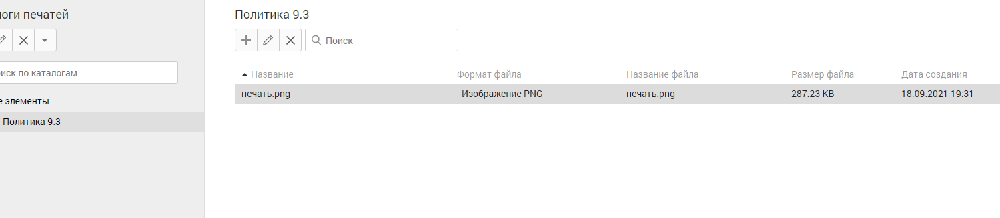 логи печатей
Политика 9.3
Поиск
иск по каталогам
Название Формат файла Название файла Размер файла Дата создания
печать.png Изображение PNG печать.png 287.23 KB 18.09.2021 19:31
е элементы
Политика 9.3